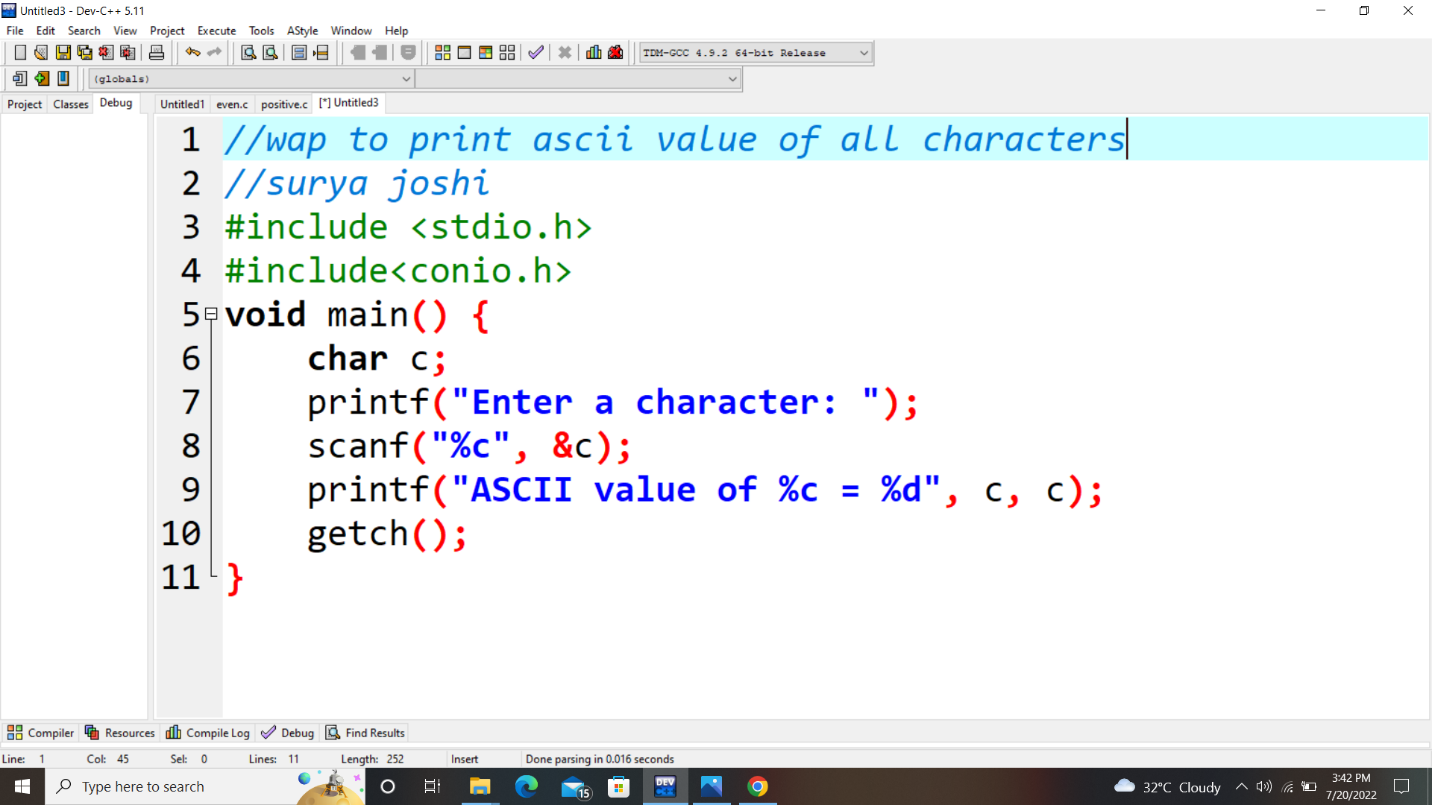 Untitled3 - Dev-C++ 5.11
File Edit Search View Project Execute Tools AStyle Window Help
TDM-GCC 4.9.2 64-bit Release
(globals)
Project Classes Debug Untitled1 even.c positive.c [*] Untitled3
1 //wap to print ascii value of all characters
2 //surya joshi
3 #include <stdio.h>
4 #include<conio.h>
5 void main() {
6 char c;
7 printf("Enter a character: ");
8 scanf("%c", &c);
9 printf("ASCII value of %c = %d", c, c);
10 getch();
11 }
Compiler Resources Compile Log Debug Find Results
Line: 1 Col: 45 Sel: 0 Lines: 11 Length: 252 Insert Done parsing in 0.016 seconds
Type here to search 15 DEV C++ 32°C Cloudy 3:42 PM
7/20/2022